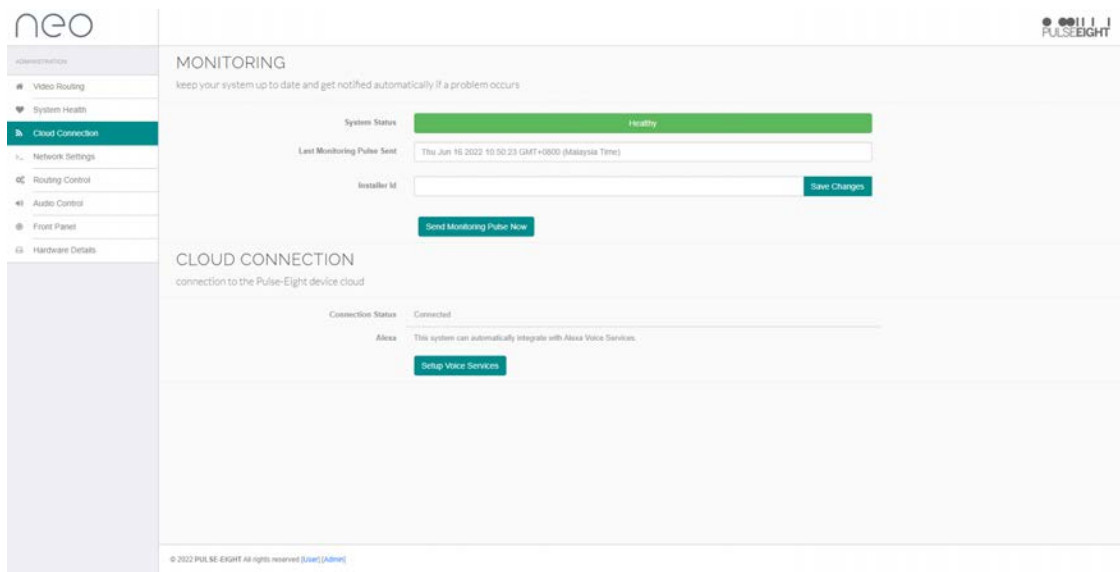 neo
PULSEEIGHT
ADMINISTRATION
Video Routing
System Health
Cloud Connection
Network Settings
Routing Control
Audio Control
Front Panel
Hardware Details
MONITORING
keep your system up to date and get notified automatically if a problem occurs
System Status Healthy
Last Monitoring Pulse Sent Thu Jun 16 2022 10:50:23 GMT+0800 (Malaysia Time)
Installer Id Save Changes
Send Monitoring Pulse Now
CLOUD CONNECTION
connection to the Pulse-Eight device cloud
Connection Status Connected
Alexa This system can automatically integrate with Alexa Voice Services.
Setup Voice Services
© 2022 PULSE-EIGHT All rights reserved [User] [Admin]